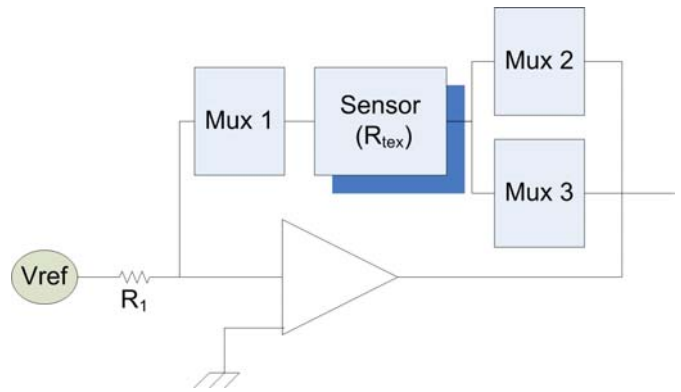 Mux 2
Mux 1
Sensor
(Rtex)
Mux 3
Vref
R1